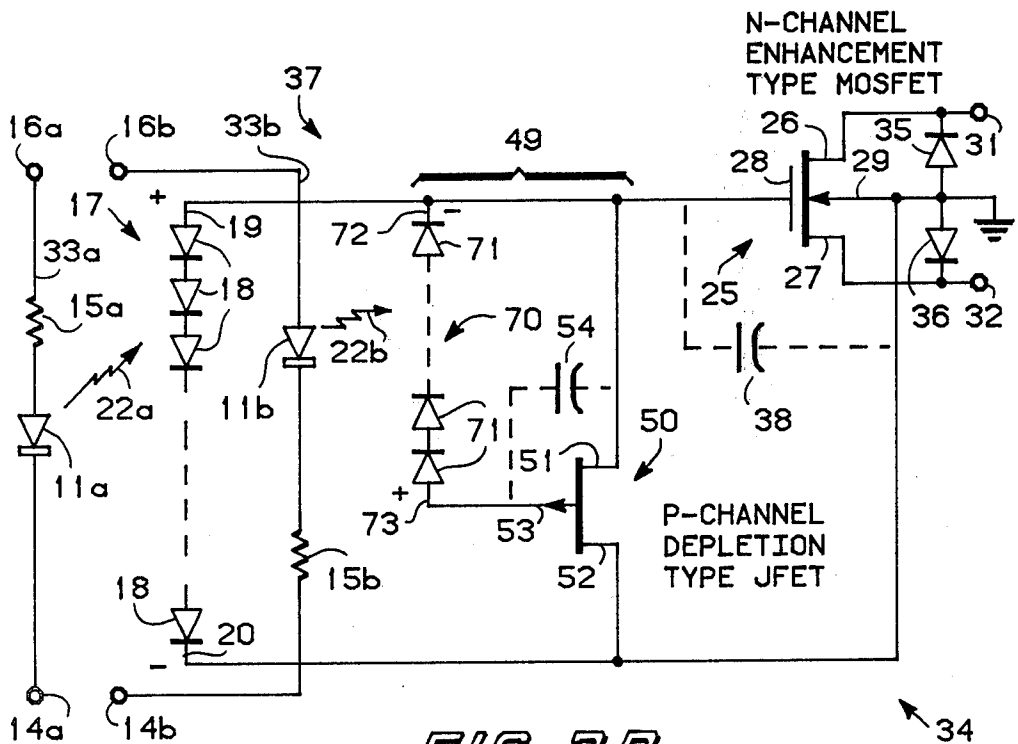 N-CHANNEL
ENHANCEMENT
TYPE MOSFET
37
16a
16b
33b
49
26
35
31
28
29
+
17
19
72
-
71
33a
18
25
27
15a
70
36
32
22a
22b
54
11b
38
11a
71
51
50
+
73
53
P-CHANNEL
DEPLETION
TYPE JFET
52
15b
18
20
-
14a
14b
34